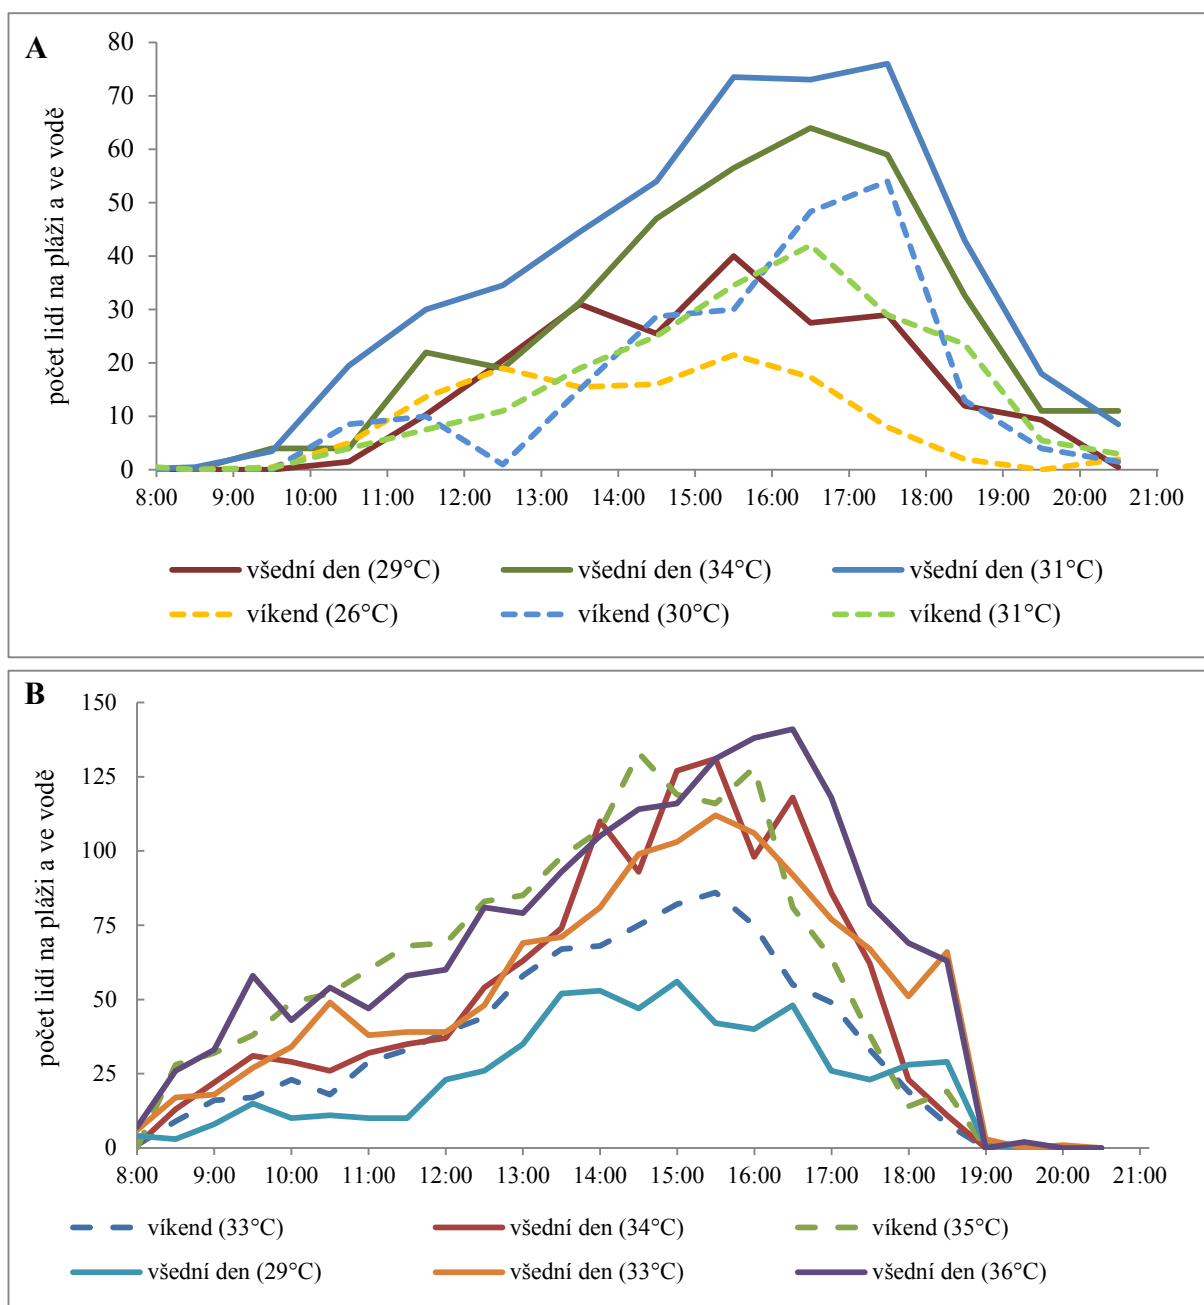 A
80
70
60
50
40
30
20
10
0
počet lidí na pláži a ve vodě
8:00 9:00 10:00 11:00 12:00 13:00 14:00 15:00 16:00 17:00 18:00 19:00 20:00 21:00
všední den (29°C) všední den (34°C) všední den (31°C)
víkend (26°C) víkend (30°C) víkend (31°C)
B
150
125
100
75
50
25
0
počet lidí na pláži a ve vodě
8:00 9:00 10:00 11:00 12:00 13:00 14:00 15:00 16:00 17:00 18:00 19:00 20:00 21:00
víkend (33°C) všední den (34°C) víkend (35°C)
všední den (29°C) všední den (33°C) všední den (36°C)